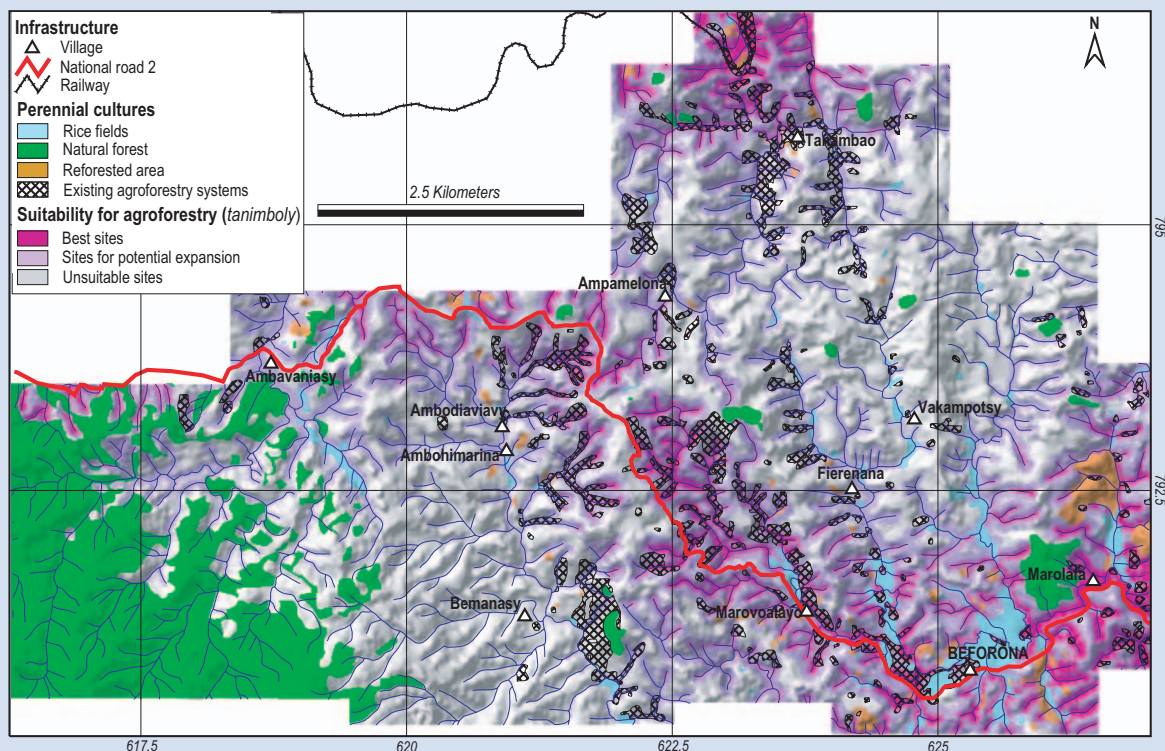 Infrastructure
Village
National road 2
Railway
Perennial cultures
Rice fields
Natural forest
Reforested area
Existing agroforestry systems
Suitability for agroforestry (tanimboly)
Best sites
Sites for potential expansion
Unsuitable sites
2.5 Kilometers
N
Tanambao
795
Ampamelona
Ambavaniasy
Ambodiaviavy
Vakampotsy
Ambohimarina
Fierenana
792.5
Marolafa
Bemanasy
Marovoalavo
BEFORONA
617.5
620
622.5
625